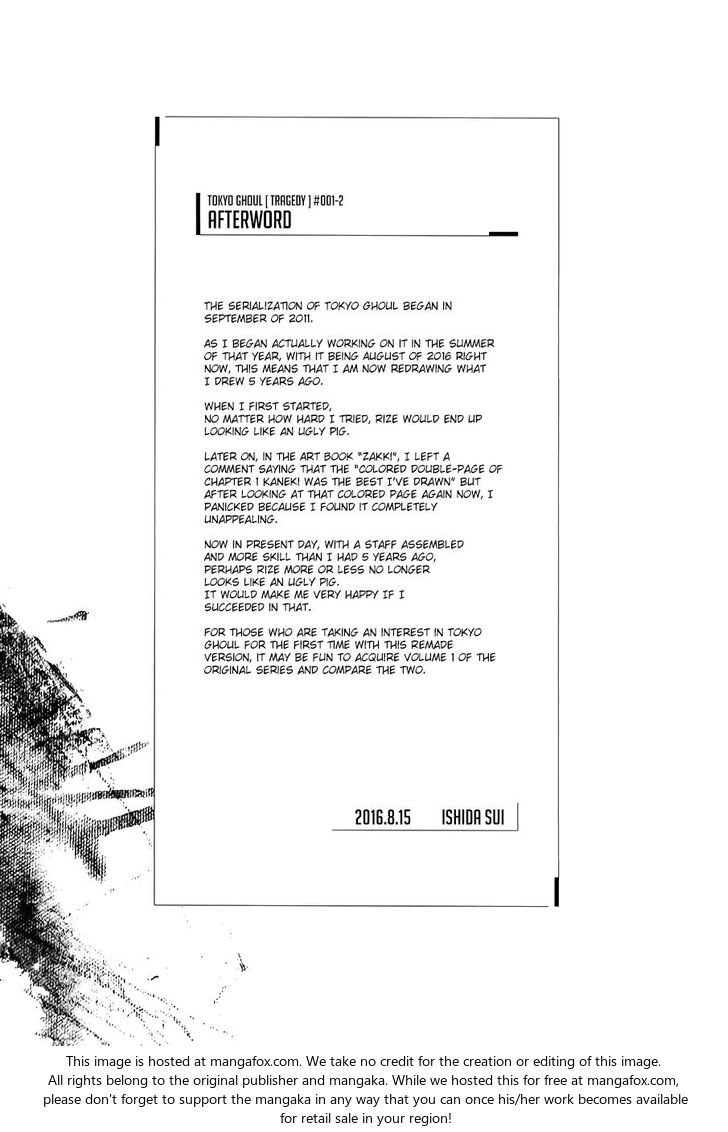 TOKYO GHOUL [ TRAGEDY ] #001-2
AFTERWORD
THE SERIALIZATION OF TOKYO GHOUL BEGAN IN
SEPTEMBER OF 2011.
AS I BEGAN ACTUALLY WORKING ON IT IN THE SUMMER
OF THAT YEAR, WITH IT BEING AUGUST OF 2016 RIGHT
NOW, THIS MEANS THAT I AM NOW REDRAWING WHAT
I DREW 5 YEARS AGO.
WHEN I FIRST STARTED,
NO MATTER HOW HARD I TRIED, RIZE WOULD END UP
LOOKING LIKE AN UGLY PIG.
LATER ON, IN THE ART BOOK "ZAKKI", I LEFT A
COMMENT SAYING THAT THE "COLORED DOUBLE-PAGE OF
CHAPTER 1 KANEKI WAS THE BEST I'VE DRAWN" BUT
AFTER LOOKING AT THAT COLORED PAGE AGAIN NOW, I
PANICKED BECAUSE I FOUND IT COMPLETELY
UNAPPEALING.
NOW IN PRESENT DAY, WITH A STAFF ASSEMBLED
AND MORE SKILL THAN I HAD 5 YEARS AGO,
PERHAPS RIZE MORE OR LESS NO LONGER
LOOKS LIKE AN UGLY PIG.
IT WOULD MAKE ME VERY HAPPY IF I
SUCCEEDED IN THAT.
FOR THOSE WHO ARE TAKING AN INTEREST IN TOKYO
GHOUL FOR THE FIRST TIME WITH THIS REMADE
VERSION, IT MAY BE FUN TO ACQUIRE VOLUME 1 OF THE
ORIGINAL SERIES AND COMPARE THE TWO.
2016.8.15 ISHIDA SUI
This image is hosted at mangafox.com. We take no credit for the creation or editing of this image.
All rights belong to the original publisher and mangaka. While we hosted this for free at mangafox.com,
please don't forget to support the mangaka in any way that you can once his/her work becomes available
for retail sale in your region!